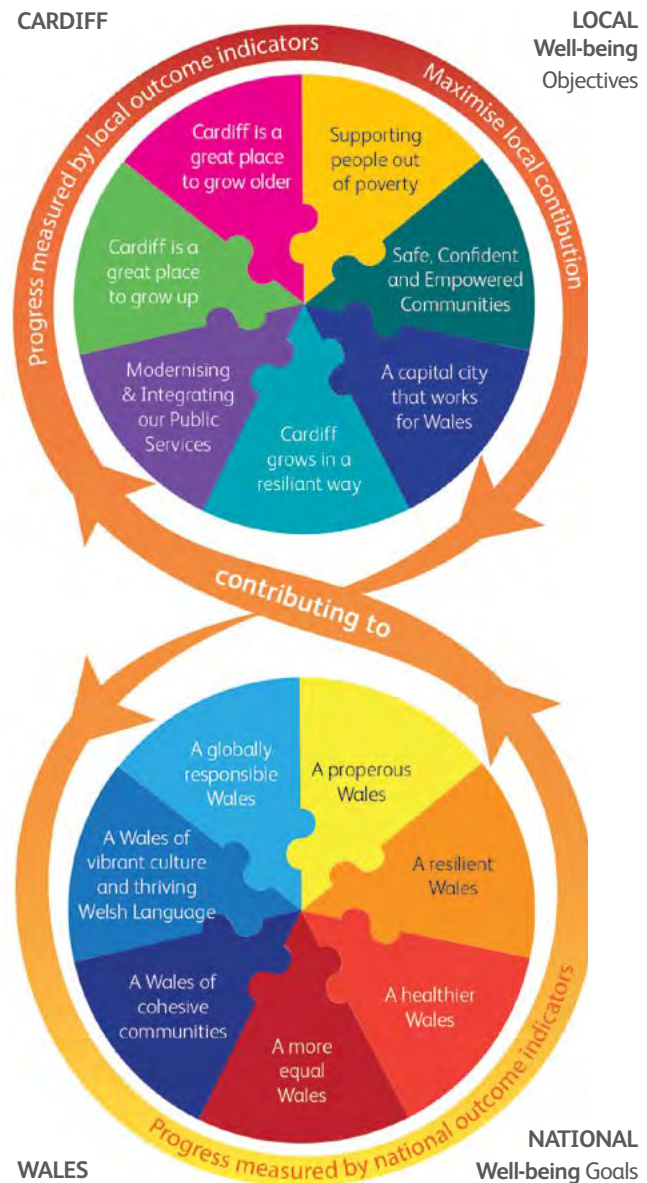 CARDIFF
LOCAL
Well-being
Objectives
Progress measured by local outcome indicators
Maximise local contibution
Cardiff is a
great place
to grow older
Supporting
people out
of poverty
Cardiff is a
great place
to grow up
Safe, Confident
and Empowered
Communities
Modernising
& Integrating
our Public
Services
A capital city
that works
for Wales
Cardiff
grows in a
resiliant way
contributing to
A globally
responsible
Wales
A properous
Wales
A Wales of
vibrant culture
and thriving
Welsh Language
A resilient
Wales
A Wales of
cohesive
communities
A healthier
Wales
A more
equal
Wales
Progress measured by national outcome indicators
WALES
NATIONAL
Well-being Goals